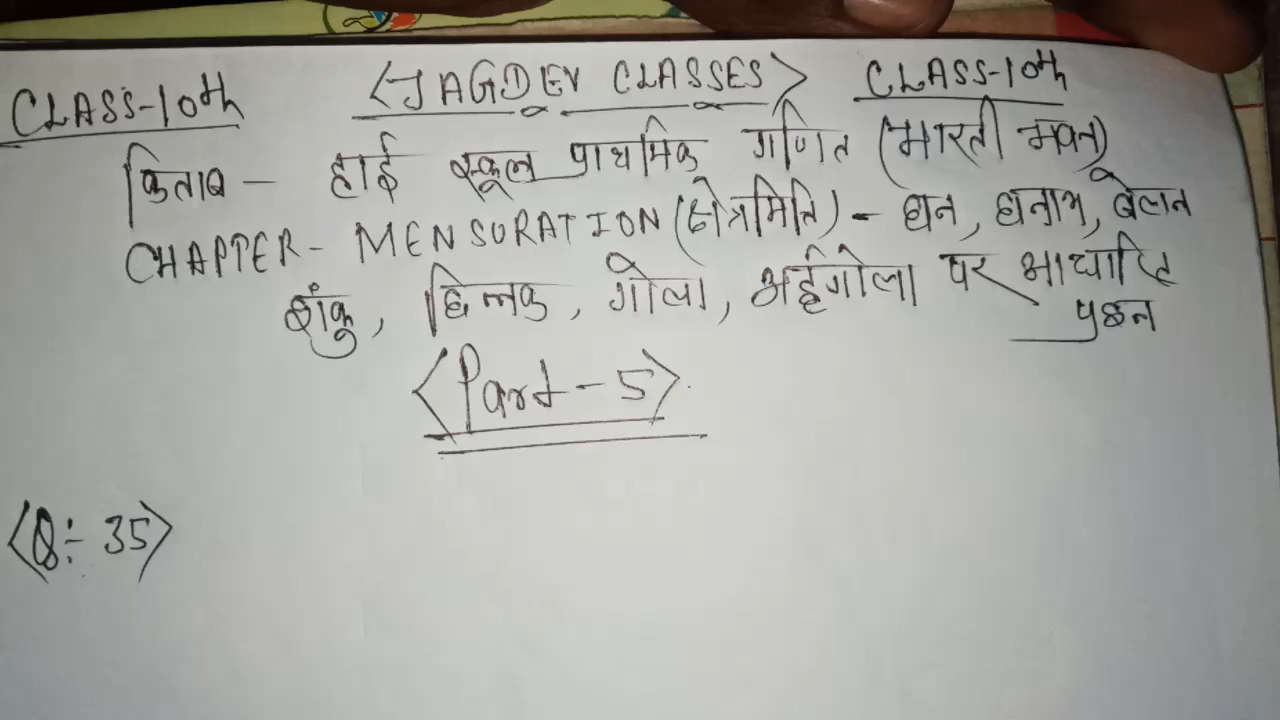 CLASS-10th <JAGDEV CLASSES> CLASS-10th
किताब - हाई स्कूल प्राथमिक गणित (भारती भवन)
CHAPTER- MENSURATION (क्षेत्रमिति) - घन, घनाभ, बेलन
शंकु, छिन्नक, गोला, अर्द्धगोला पर आधारित
प्रश्न
<Part-5>
<Q÷ 35>